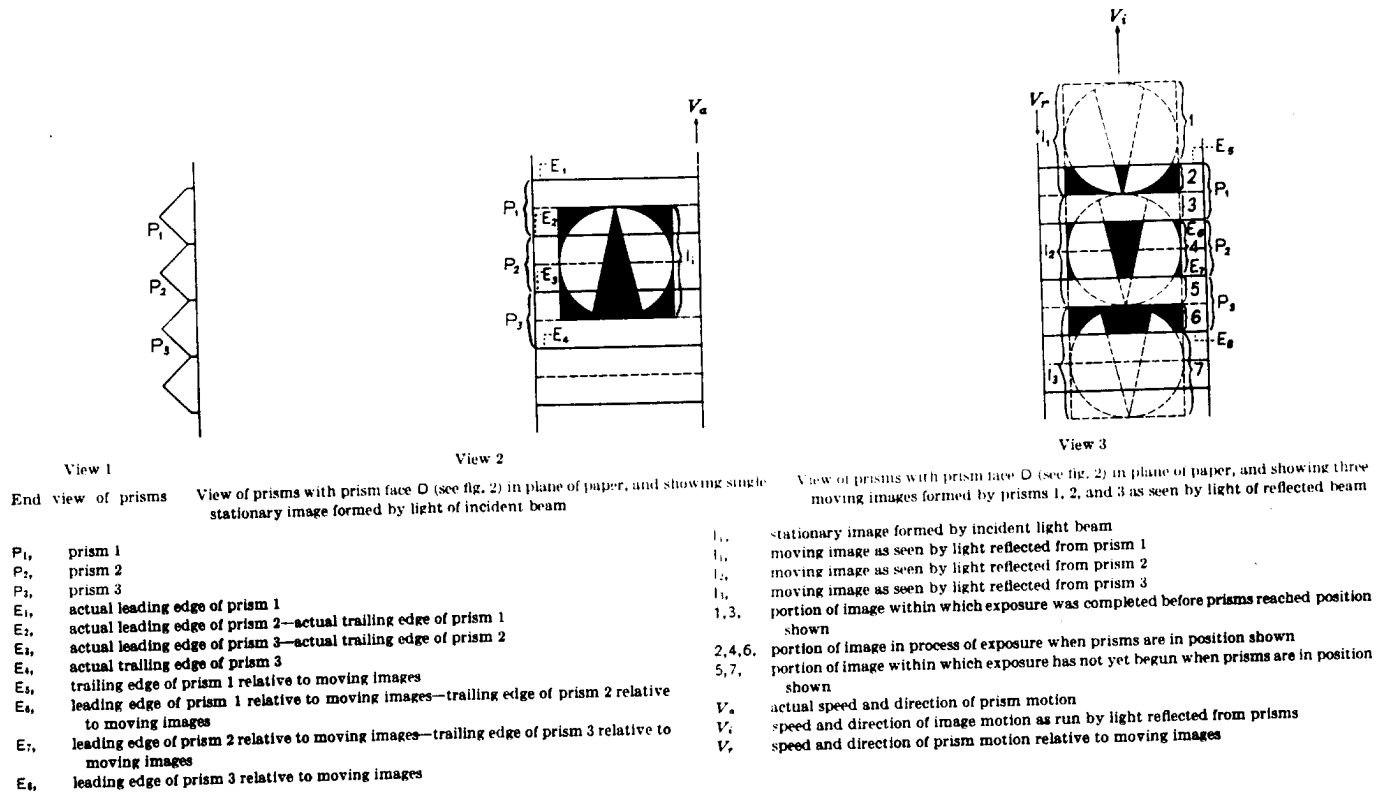 V_i
V_a
V_r
I_1
1
E_1
E_5
P_1
P_1
E_2
2
P_1
3
P_2
P_2
E_3
I_i
I_2
E_6
4
P_2
E_7
P_3
P_3
E_4
5
P_3
6
E_8
I_3
7
View 1
View 2
View 3
End view of prisms
View of prisms with prism face D (see fig. 2) in plane of paper, and showing single
stationary image formed by light of incident beam
View of prisms with prism face D (see fig. 2) in plane of paper, and showing three
moving images formed by prisms 1, 2, and 3 as seen by light of reflected beam
P₁, prism 1
P₂, prism 2
P₃, prism 3
E₁, actual leading edge of prism 1
E₂, actual leading edge of prism 2—actual trailing edge of prism 1
E₃, actual leading edge of prism 3—actual trailing edge of prism 2
E₄, actual trailing edge of prism 3
E₅, trailing edge of prism 1 relative to moving images
E₆, leading edge of prism 1 relative to moving images—trailing edge of prism 2 relative
to moving images
E₇, leading edge of prism 2 relative to moving images—trailing edge of prism 3 relative to
moving images
E₈, leading edge of prism 3 relative to moving images
I_i, stationary image formed by incident light beam
I₁, moving image as seen by light reflected from prism 1
I₂, moving image as seen by light reflected from prism 2
I₃, moving image as seen by light reflected from prism 3
1,3, portion of image within which exposure was completed before prisms reached position
shown
2,4,6, portion of image in process of exposure when prisms are in position shown
5,7, portion of image within which exposure has not yet begun when prisms are in position
shown
V_a actual speed and direction of prism motion
V_i speed and direction of image motion as run by light reflected from prisms
V_r speed and direction of prism motion relative to moving images